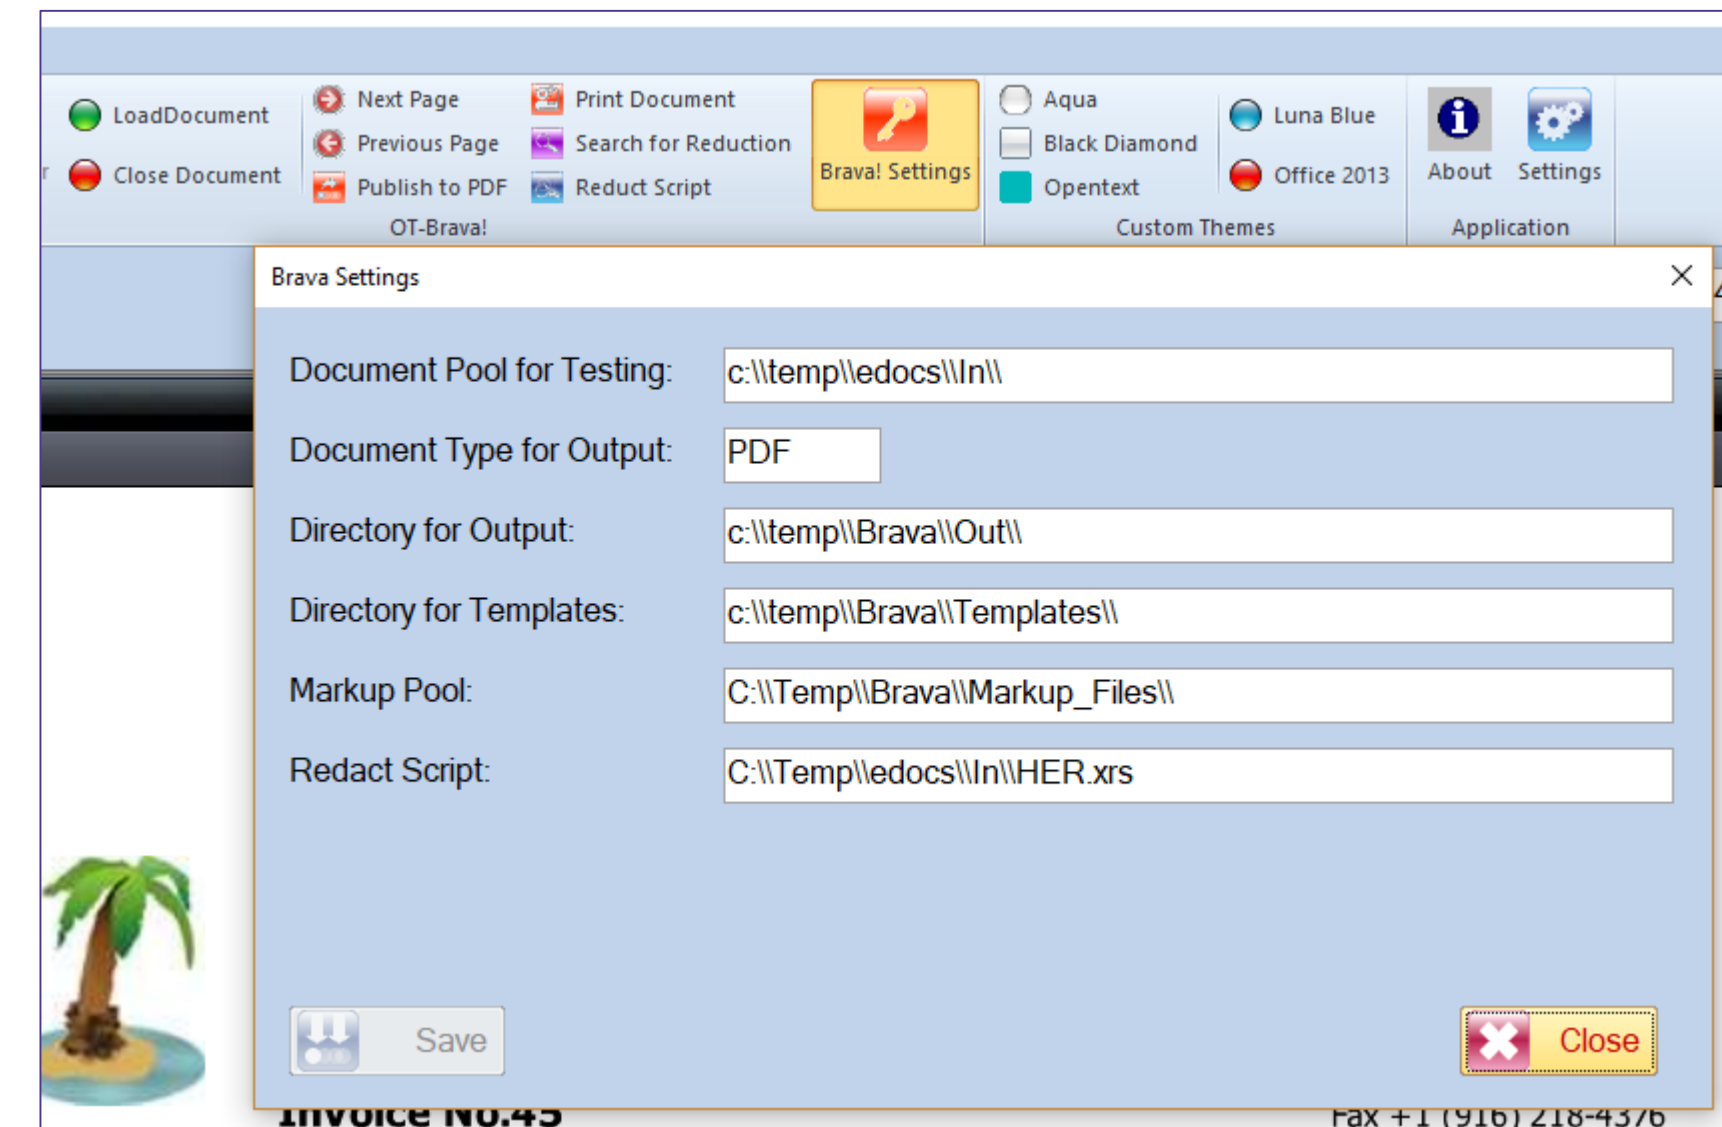 LoadDocument
Close Document
Next Page
Previous Page
Publish to PDF
Print Document
Search for Reduction
Reduct Script
Brava! Settings
OT-Brava!
Aqua
Black Diamond
Opentext
Luna Blue
Office 2013
Custom Themes
About
Settings
Application
Brava Settings
Document Pool for Testing: c:\\temp\\edocs\\In\\
Document Type for Output: PDF
Directory for Output: c:\\temp\\Brava\\Out\\
Directory for Templates: c:\\temp\\Brava\\Templates\\
Markup Pool: C:\\Temp\\Brava\\Markup_Files\\
Redact Script: C:\\Temp\\edocs\\In\\HER.xrs
Save
Close
Invoice No.45
Fax +1 (916) 218-4376